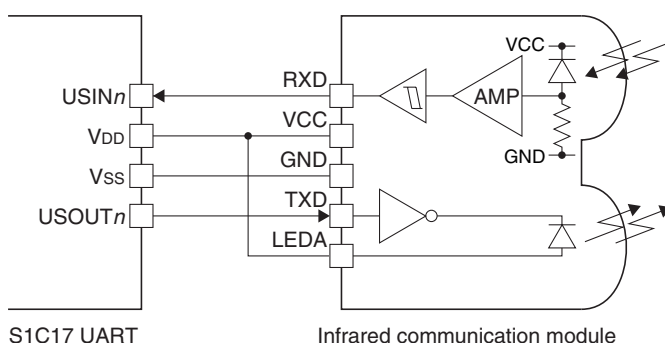 USINn
VDD
VSS
USOUTn
RXD
VCC
GND
TXD
LEDA
AMP
VCC
GND
S1C17 UART
Infrared communication module